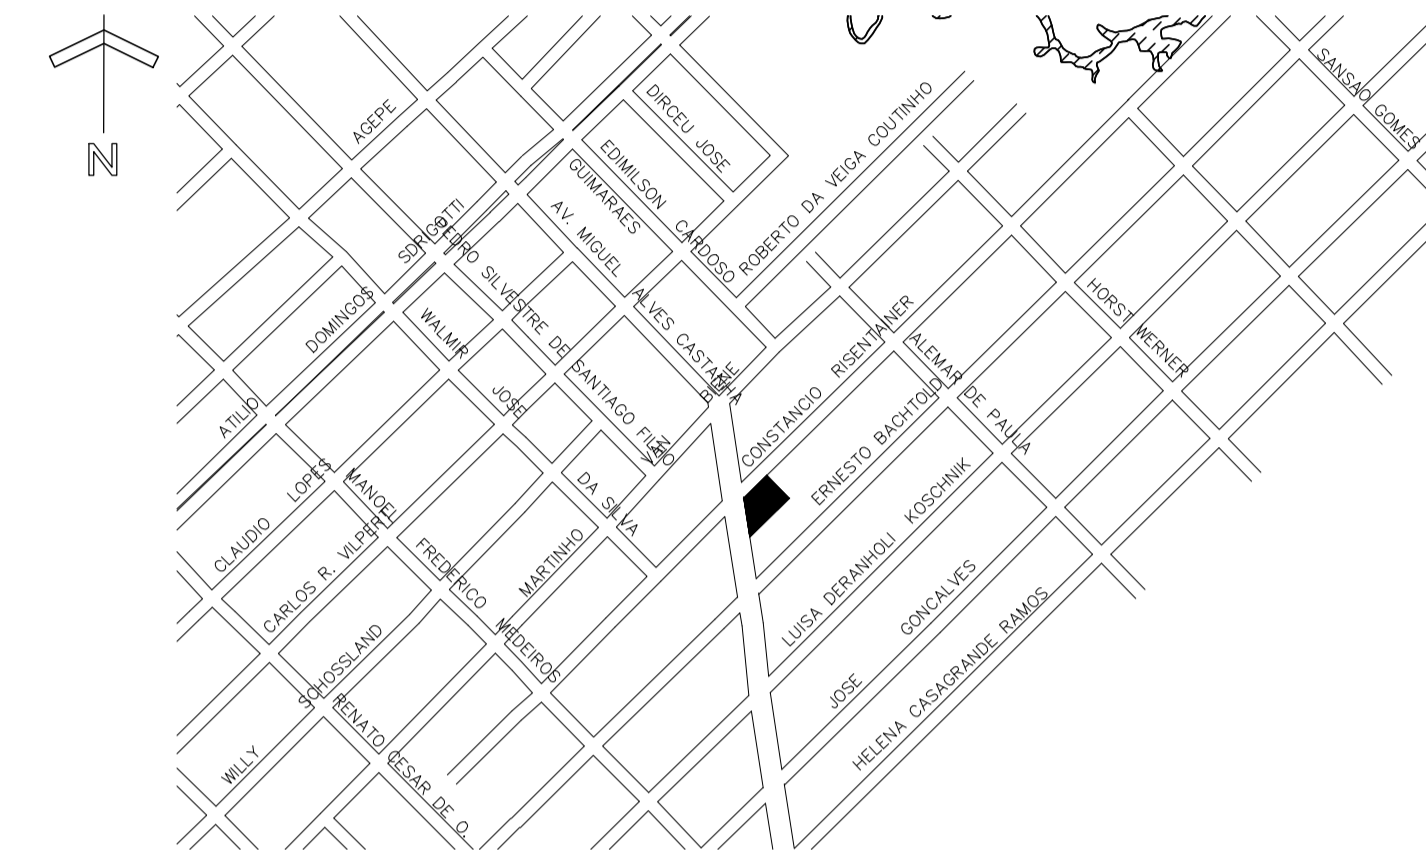 N
SANSAO GOMES
DIRCEU JOSE
AGEPE
EDIMILSON CARDOSO
GUIMARAES
ROBERTO DA VEIGA COUTINHO
AV. MIGUEL ALVES CASTANHA
SDRIGOTTI
PEDRO SILVESTRE DE SANTIAGO FILHO
DOMINGOS
WALMIR JOSE DA SILVA
HORST WERNER
CONSTANCIO RISENTAINER
ALEMAR DE PAULA
ERNESTO BACHTOLD
ATILIO
VAN
CLAUDIO LOPES
MANOEL
CARLOS R. VILPERT
FREDERICO MEDEIROS
MARTINHO
LUISA DERANHOLI KOSCHNIK
JOSE GONCALVES
HELENA CASAGRANDE RAMOS
WILLY SCHOSSLAND
RENATO CESAR DE O.